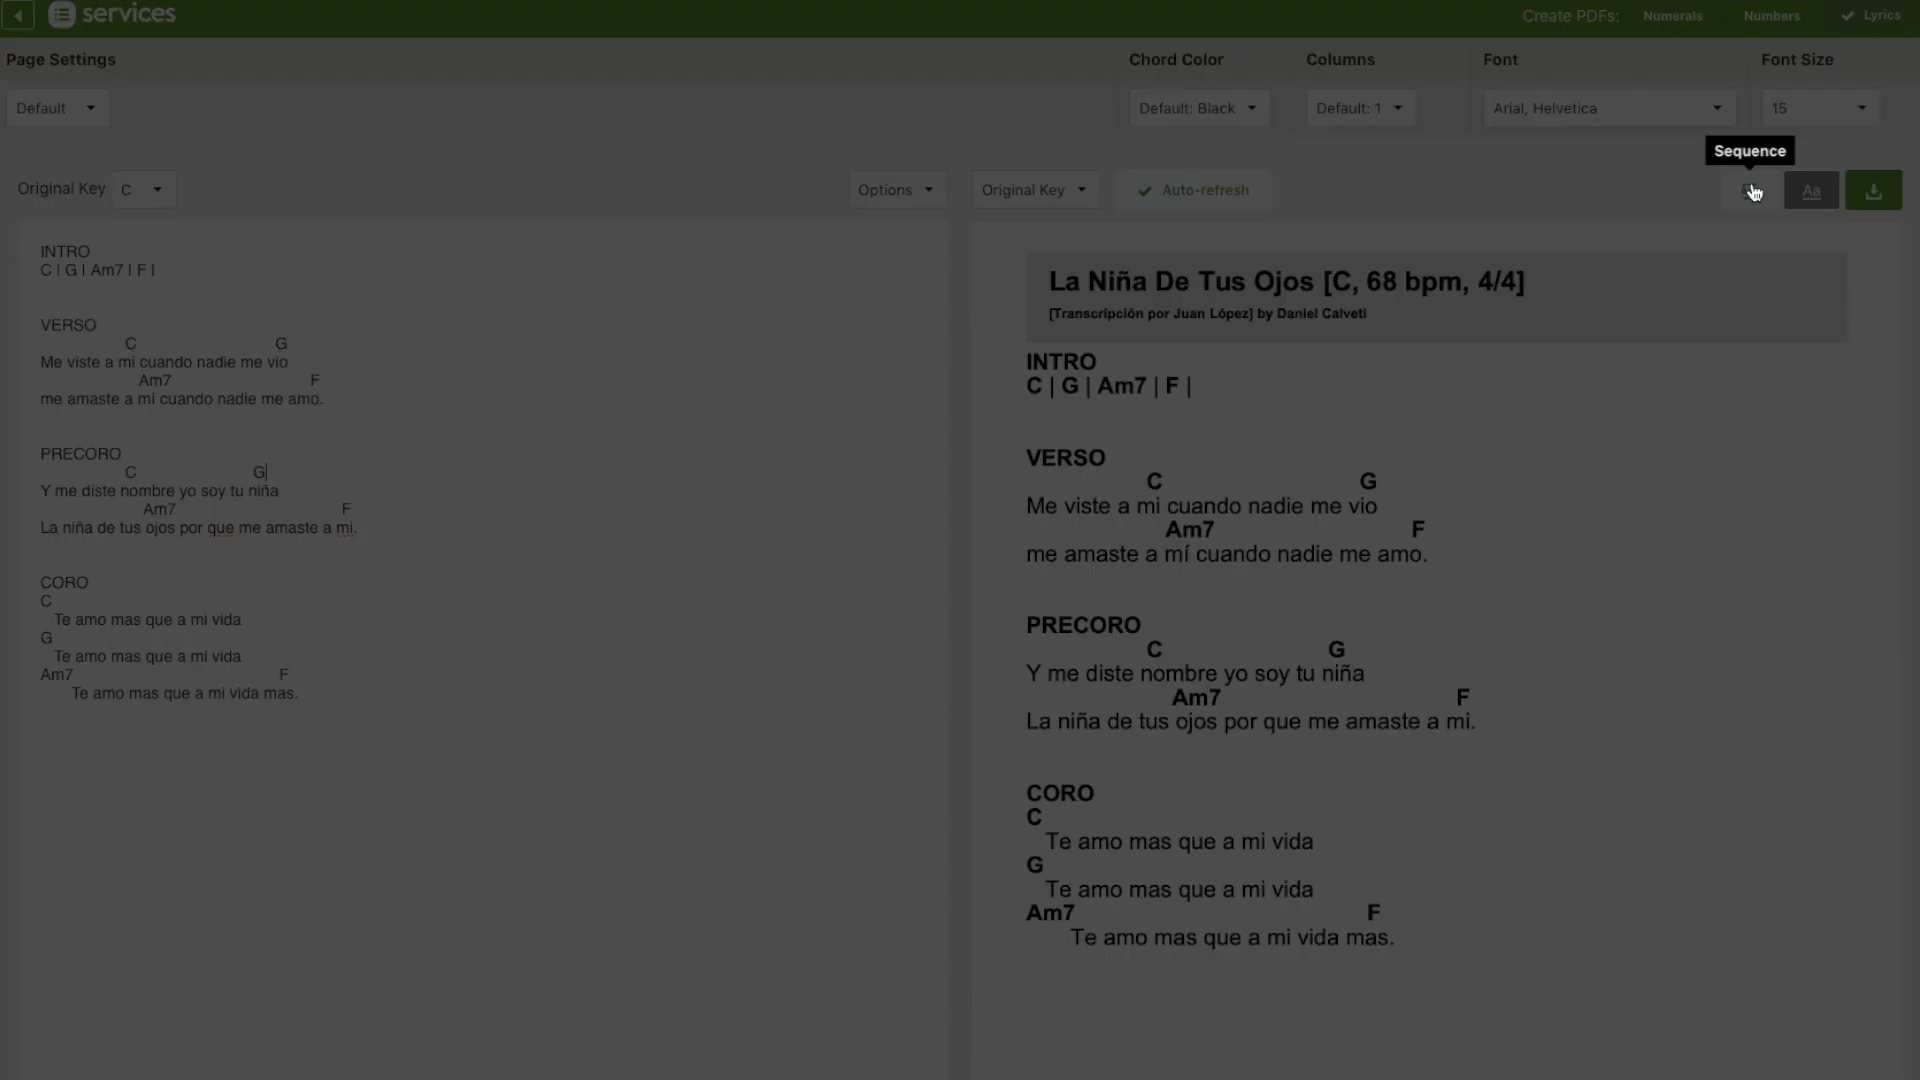 services
Create PDFs: Numerals Numbers Lyrics
Page Settings Chord Color Columns Font Font Size
Default Default: Black Default: 1 Arial, Helvetica 15
Sequence
Original Key C Options Original Key Auto-refresh Aa
INTRO
C | G | Am7 | F |
VERSO
C G
Me viste a mi cuando nadie me vio
Am7 F
me amaste a mí cuando nadie me amo.
PRECORO
C G
Y me diste nombre yo soy tu niña
Am7 F
La niña de tus ojos por que me amaste a mi.
CORO
C
Te amo mas que a mi vida
G
Te amo mas que a mi vida
Am7 F
Te amo mas que a mi vida mas.
La Niña De Tus Ojos [C, 68 bpm, 4/4]
[Transcripción por Juan López] by Daniel Calveti
INTRO
C | G | Am7 | F |
VERSO
C G
Me viste a mi cuando nadie me vio
Am7 F
me amaste a mí cuando nadie me amo.
PRECORO
C G
Y me diste nombre yo soy tu niña
Am7 F
La niña de tus ojos por que me amaste a mi.
CORO
C
Te amo mas que a mi vida
G
Te amo mas que a mi vida
Am7 F
Te amo mas que a mi vida mas.